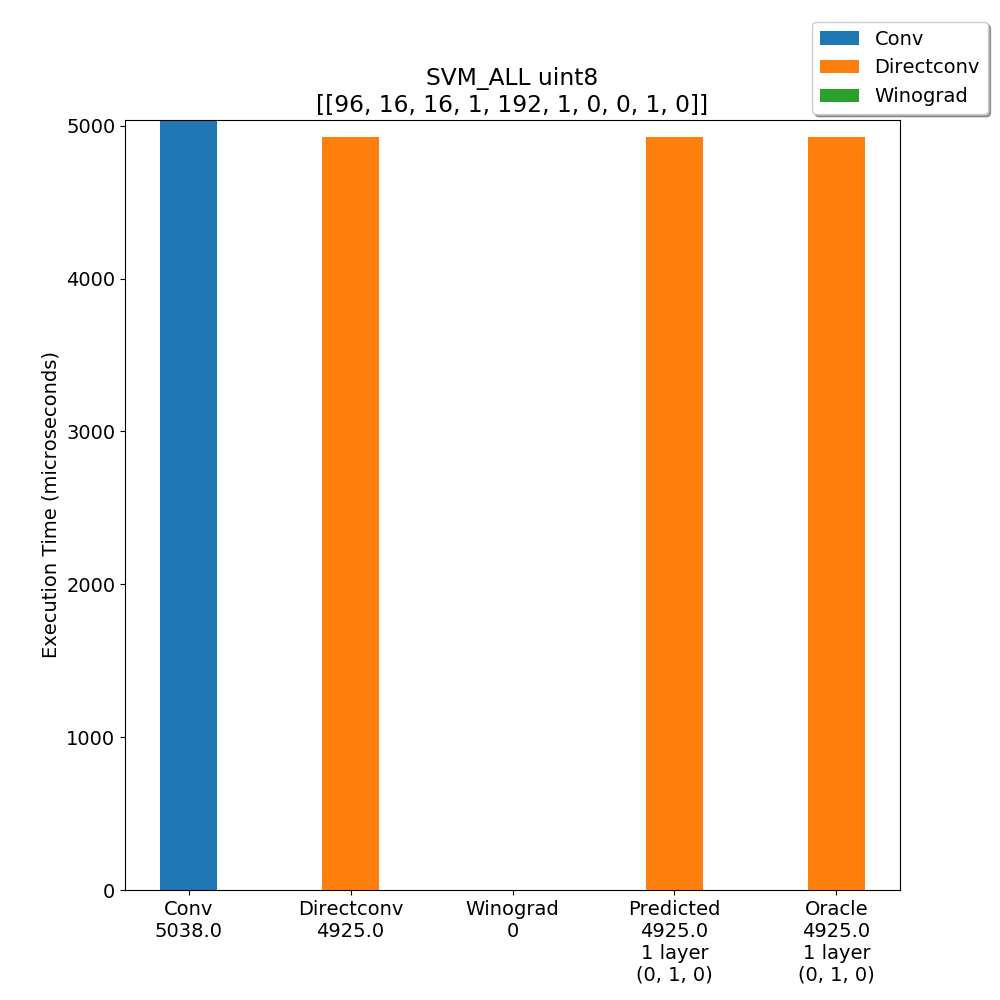 Conv
Directconv
Winograd
SVM_ALL uint8
[[96, 16, 16, 1, 192, 1, 0, 0, 1, 0]]
Execution Time (microseconds)
5000
4000
3000
2000
1000
0
Conv
5038.0
Directconv
4925.0
Winograd
0
Predicted
4925.0
1 layer
(0, 1, 0)
Oracle
4925.0
1 layer
(0, 1, 0)